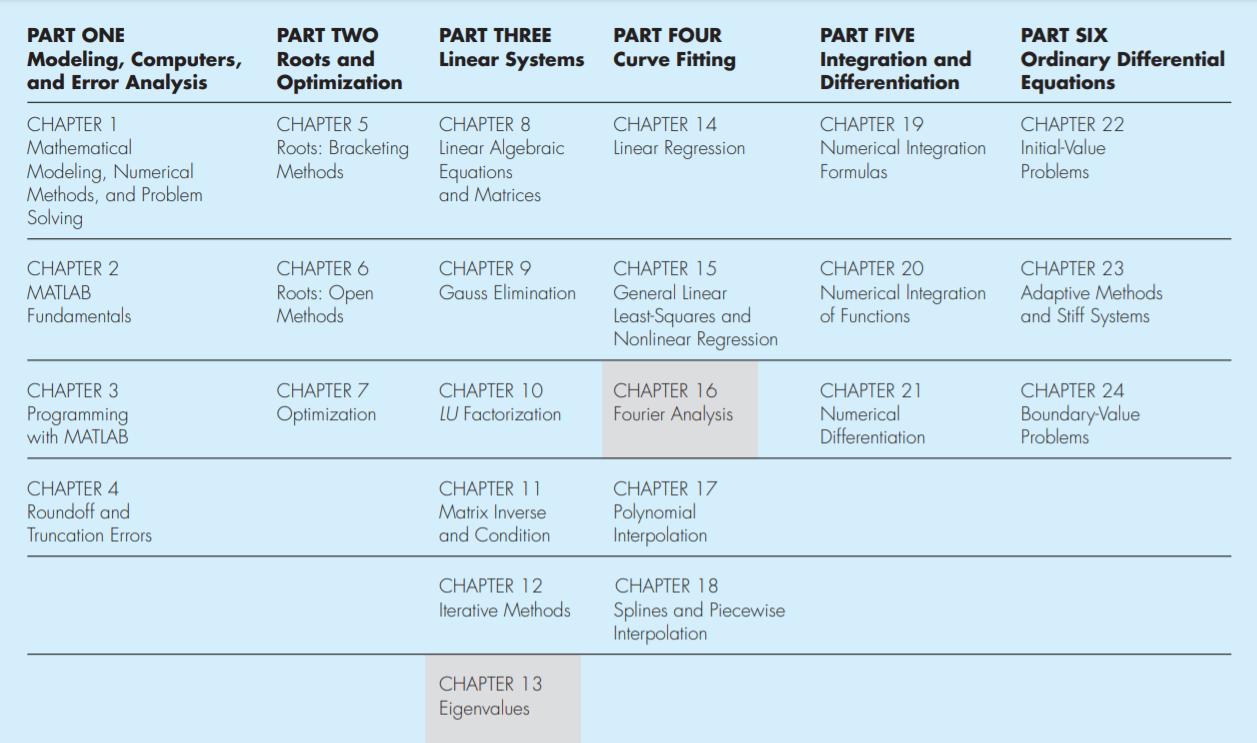 PART ONE
Modeling, Computers,
and Error Analysis
PART TWO
Roots and
Optimization
PART THREE
Linear Systems
PART FOUR
Curve Fitting
PART FIVE
Integration and
Differentiation
PART SIX
Ordinary Differential
Equations
CHAPTER 1
Mathematical
Modeling, Numerical
Methods, and Problem
Solving
CHAPTER 5
Roots: Bracketing
Methods
CHAPTER 8
Linear Algebraic
Equations
and Matrices
CHAPTER 14
Linear Regression
CHAPTER 19
Numerical Integration
Formulas
CHAPTER 22
Initial-Value
Problems
CHAPTER 2
MATLAB
Fundamentals
CHAPTER 6
Roots: Open
Methods
CHAPTER 9
Gauss Elimination
CHAPTER 15
General Linear
Least-Squares and
Nonlinear Regression
CHAPTER 20
Numerical Integration
of Functions
CHAPTER 23
Adaptive Methods
and Stiff Systems
CHAPTER 3
Programming
with MATLAB
CHAPTER 7
Optimization
CHAPTER 10
LU Factorization
CHAPTER 16
Fourier Analysis
CHAPTER 21
Numerical
Differentiation
CHAPTER 24
Boundary-Value
Problems
CHAPTER 4
Roundoff and
Truncation Errors
CHAPTER 11
Matrix Inverse
and Condition
CHAPTER 17
Polynomial
Interpolation
CHAPTER 12
Iterative Methods
CHAPTER 18
Splines and Piecewise
Interpolation
CHAPTER 13
Eigenvalues